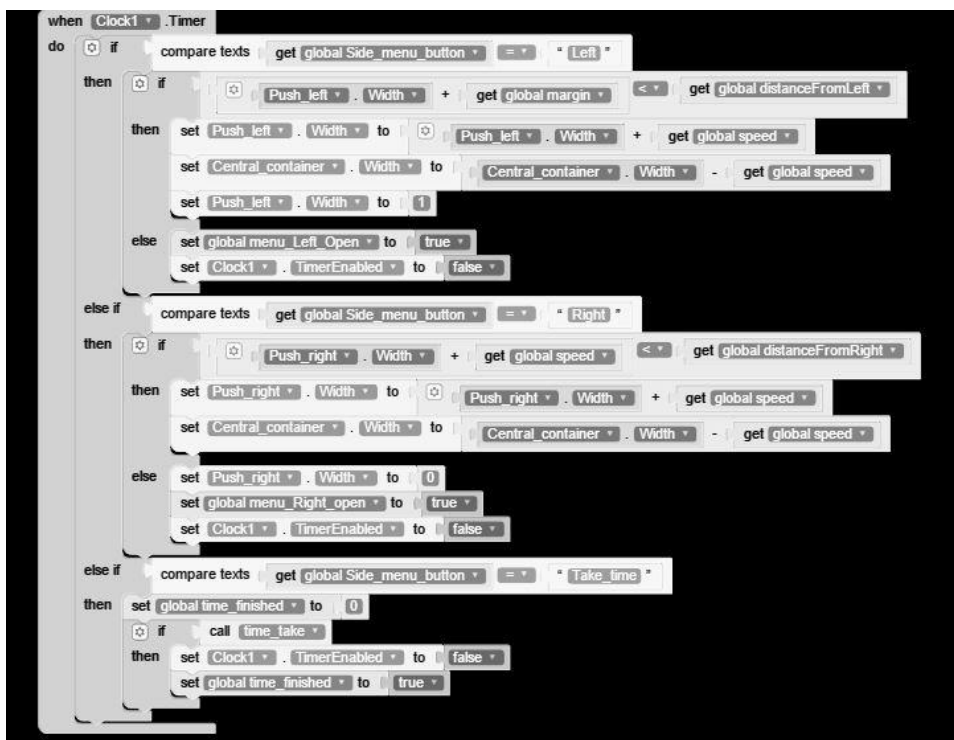 when Clock1 .Timer
do if compare texts get global Side_menu_button = " Left "
then if Push_left . Width + get global margin < get global distanceFromLeft
then set Push_left . Width to Push_left . Width + get global speed
set Central_container . Width to Central_container . Width - get global speed
set Push_left . Width to 1
else set global menu_Left_Open to true
set Clock1 . TimerEnabled to false
else if compare texts get global Side_menu_button = " Right "
then if Push_right . Width + get global speed < get global distanceFromRight
then set Push_right . Width to Push_right . Width + get global speed
set Central_container . Width to Central_container . Width - get global speed
else set Push_right . Width to 0
set global menu_Right_open to true
set Clock1 . TimerEnabled to false
else if compare texts get global Side_menu_button = " Take_time "
then set global time_finished to 0
if call time_take
then set Clock1 . TimerEnabled to false
set global time_finished to true